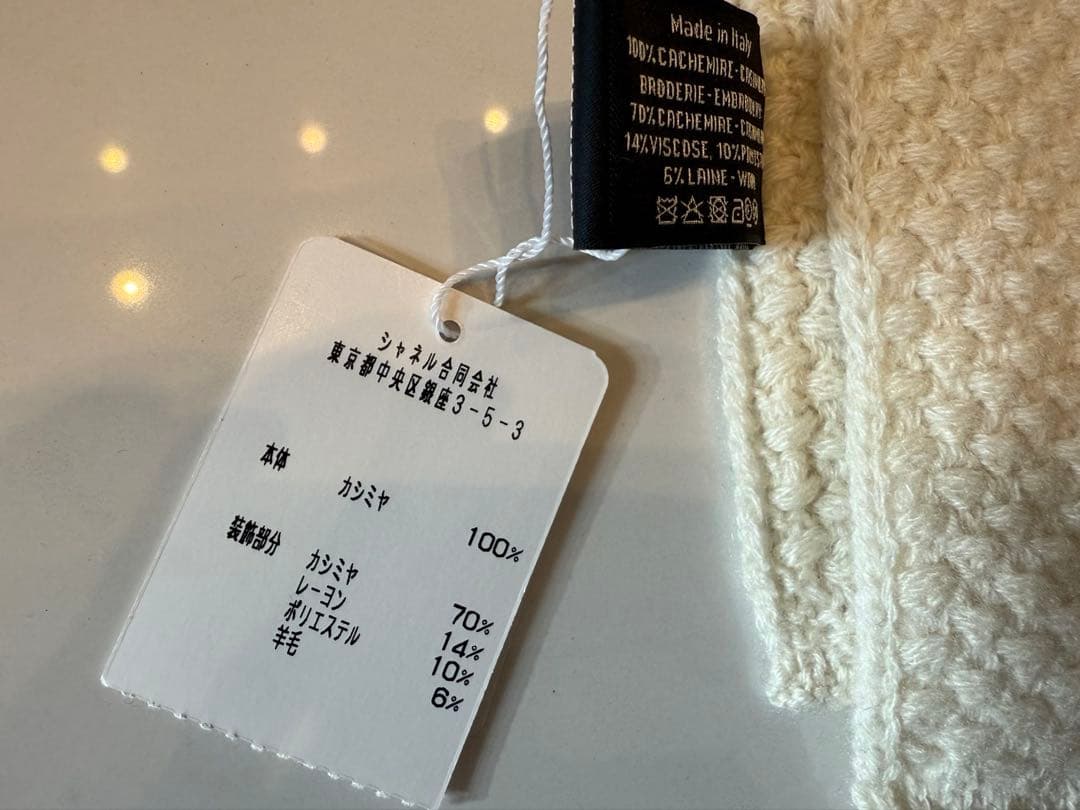 Made in Italy
100% CACHEMIRE-
BRODERIE-
70% CACHEMIRE-
14% VISCOSE, 10%
6% LAINE-
シャネル合同会社
東京都中央区銀座3-5-3
本体
カシミヤ
100%
装飾部分
カシミヤ 70%
レーヨン 14%
ポリエステル 10%
羊毛 6%